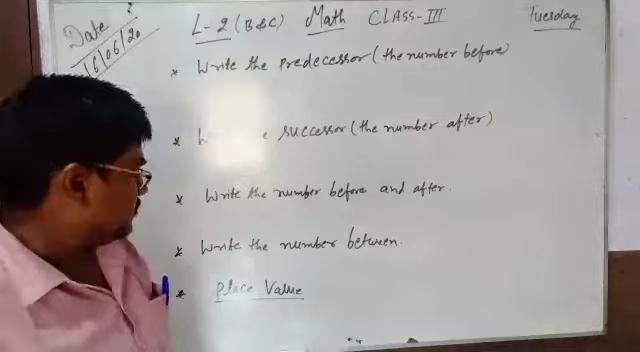 Date
16/06/20
L-2 (B&C) Math CLASS-III
Tuesday
* Write the predecessor (the number before)
* successor (the number after)
* Write the number before and after.
* Write the number between.
* Place Value